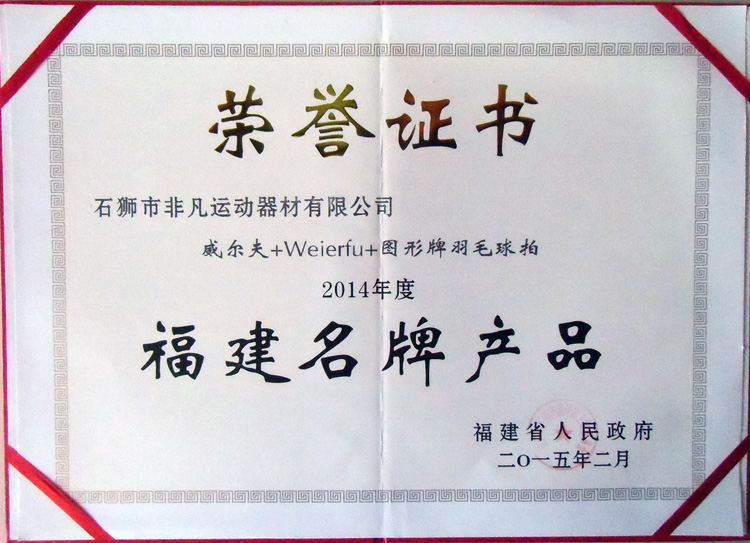 荣誉证书
石狮市非凡运动器材有限公司
威尔夫+Weierfu+图形牌羽毛球拍
2014年度
福建名牌产品
福建省人民政府
二O一五年二月